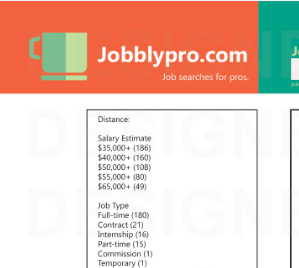 Jobblypro.com
Job searches for pros.
Distance:
Salary Estimate
$35,000+ (186)
$40,000+ (160)
$50,000+ (108)
$55,000+ (80)
$65,000+ (49)
Job Type
Full-time (180)
Contract (21)
Internship (16)
Part-time (15)
Commission (1)
Temporary (1)